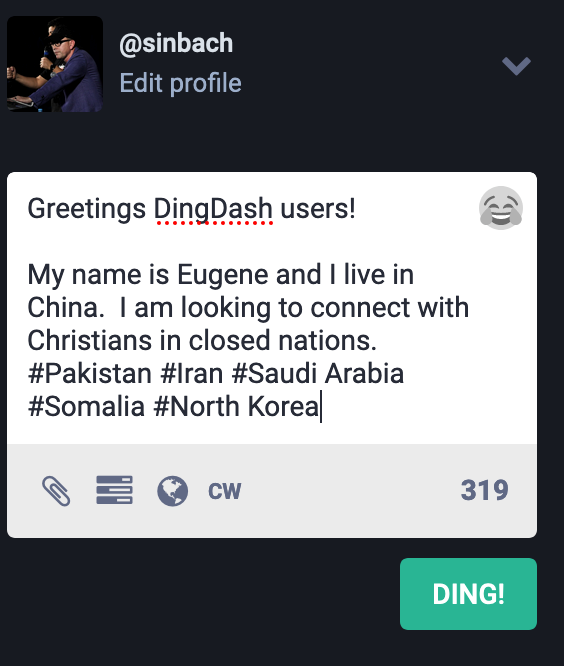 @sinbach
Edit profile
Greetings DingDash users!
My name is Eugene and I live in
China.  I am looking to connect with
Christians in closed nations.
#Pakistan #Iran #Saudi Arabia
#Somalia #North Korea
CW
319
DING!